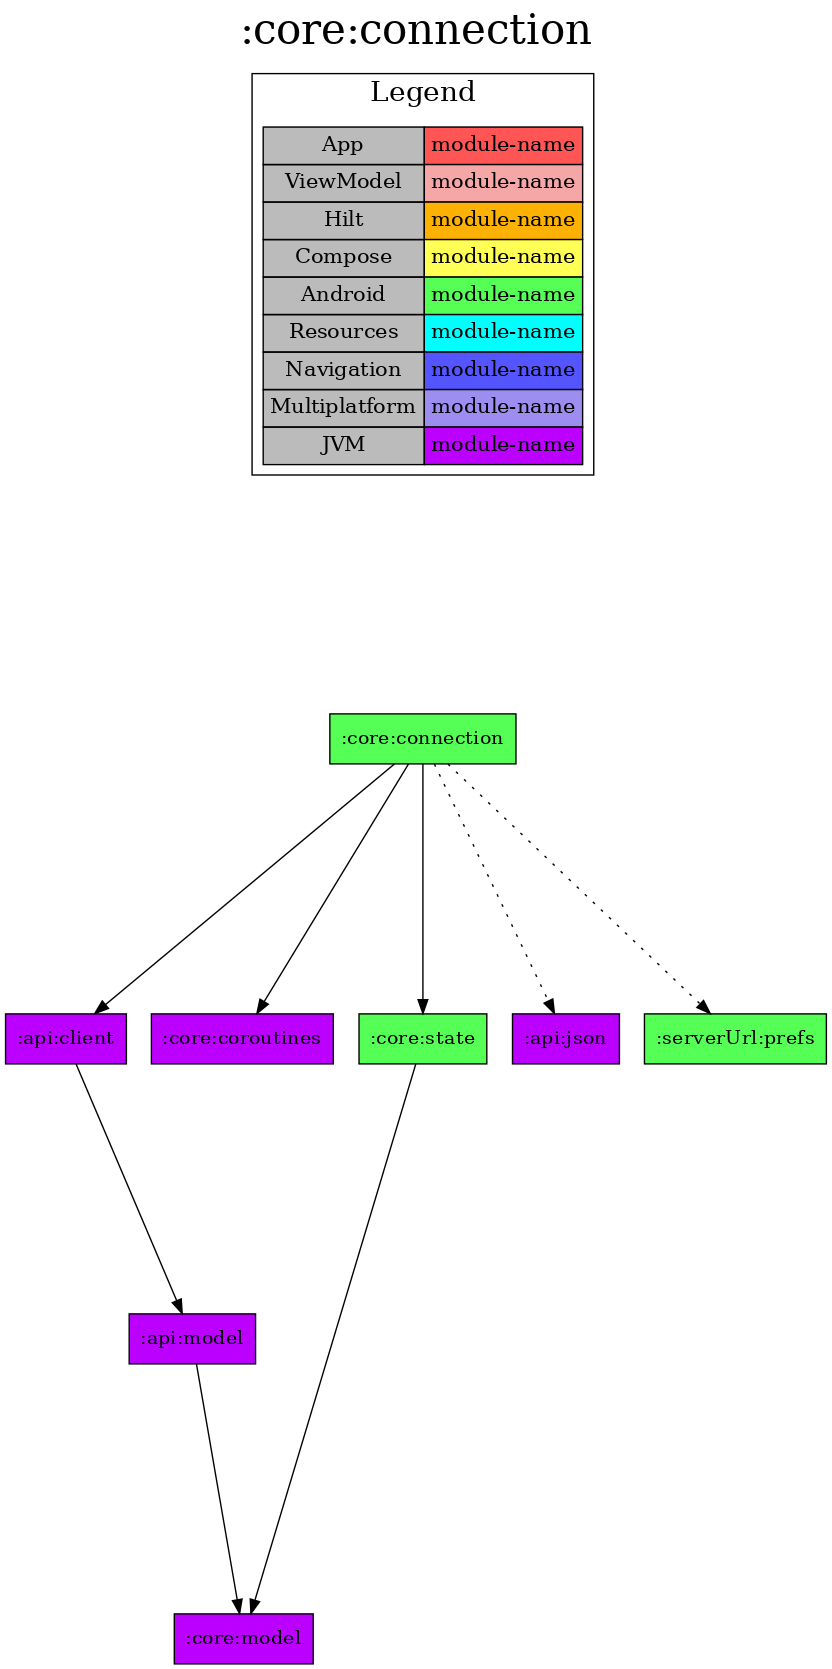 :core:connection
Legend
App module-name
ViewModel module-name
Hilt module-name
Compose module-name
Android module-name
Resources module-name
Navigation module-name
Multiplatform module-name
JVM module-name
:core:connection
:api:client :core:coroutines :core:state :api:json :serverUrl:prefs
:api:model
:core:model